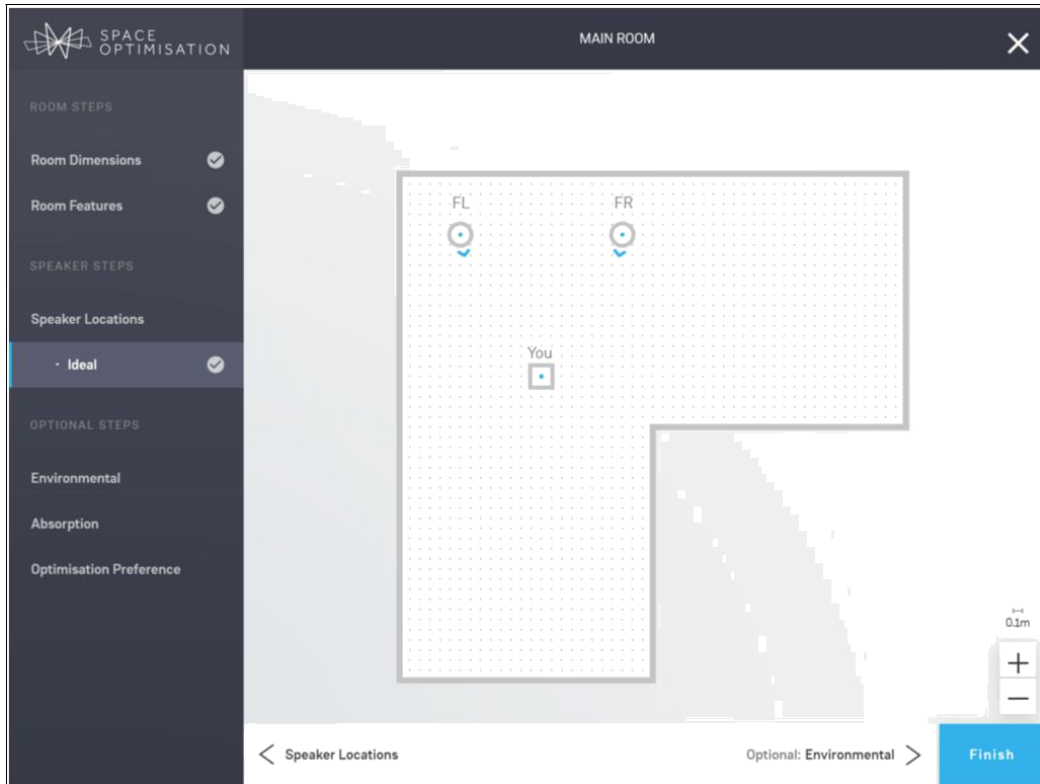 SPACE
OPTIMISATION
MAIN ROOM
ROOM STEPS
Room Dimensions
Room Features
SPEAKER STEPS
Speaker Locations
· Ideal
OPTIONAL STEPS
Environmental
Absorption
Optimisation Preference
FL
FR
You
0.1m
+
−
Speaker Locations
Optional: Environmental
Finish